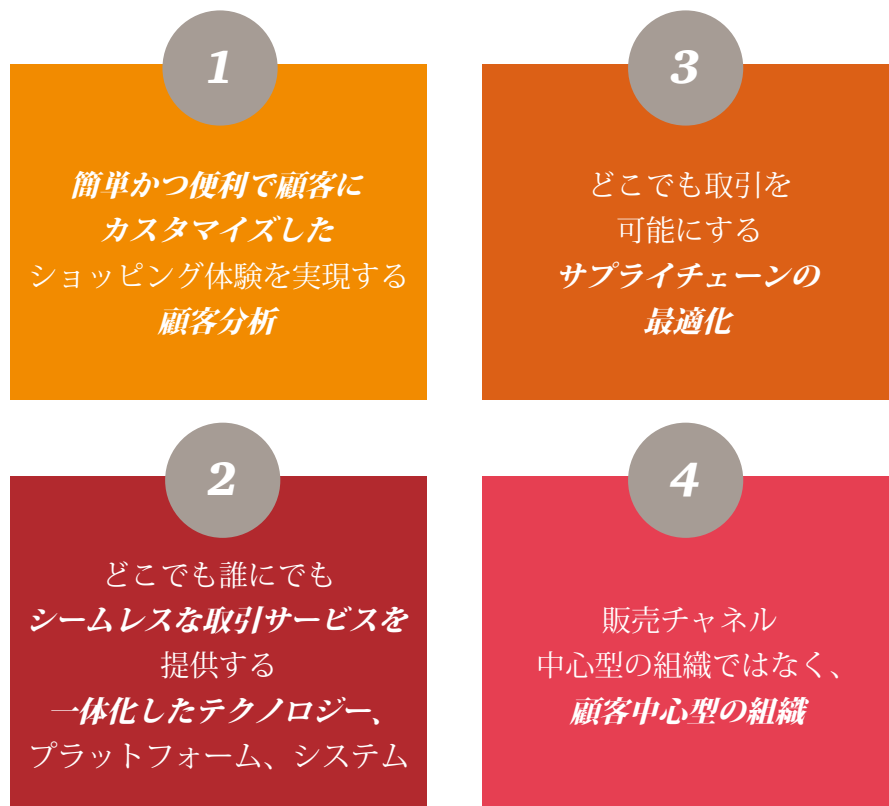 1
簡単かつ便利で顧客に
カスタマイズした
ショッピング体験を実現する
顧客分析
2
どこでも誰にでも
シームレスな取引サービスを
提供する
一体化したテクノロジー、
プラットフォーム、システム
3
どこでも取引を
可能にする
サプライチェーンの
最適化
4
販売チャネル
中心型の組織ではなく、
顧客中心型の組織